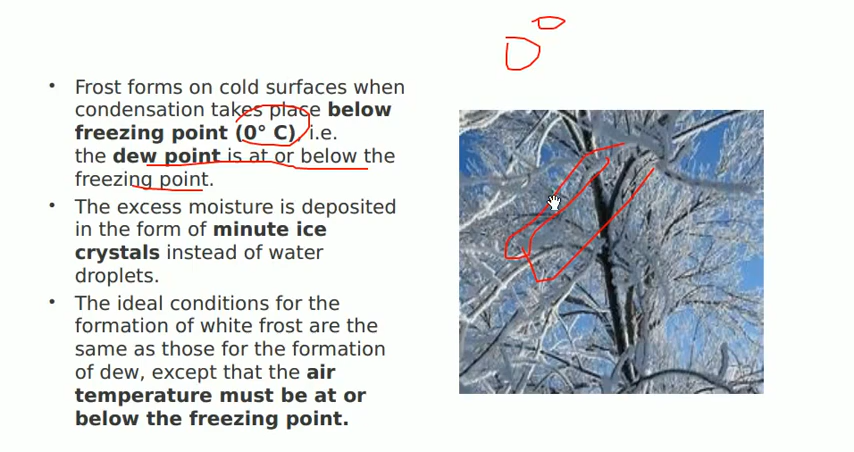 • Frost forms on cold surfaces when
condensation takes place below
freezing point (0° C), i.e.
the dew point is at or below the
freezing point.
• The excess moisture is deposited
in the form of minute ice
crystals instead of water
droplets.
• The ideal conditions for the
formation of white frost are the
same as those for the formation
of dew, except that the air
temperature must be at or
below the freezing point.
0°